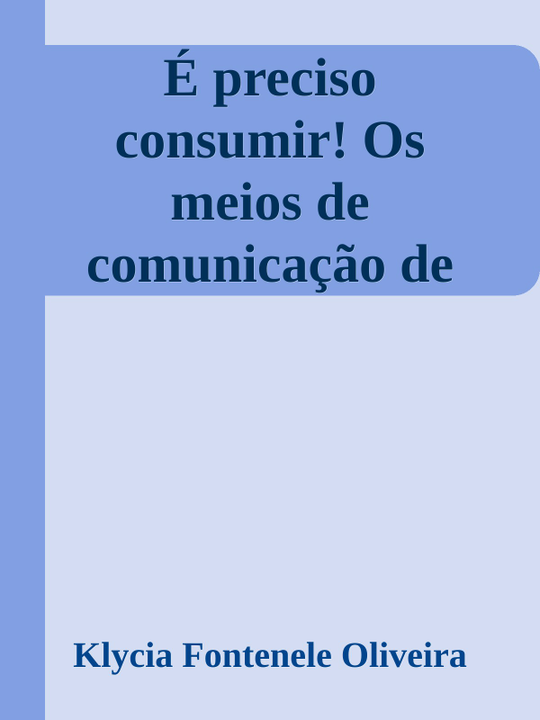 É preciso
consumir! Os
meios de
comunicação de
Klycia Fontenele Oliveira